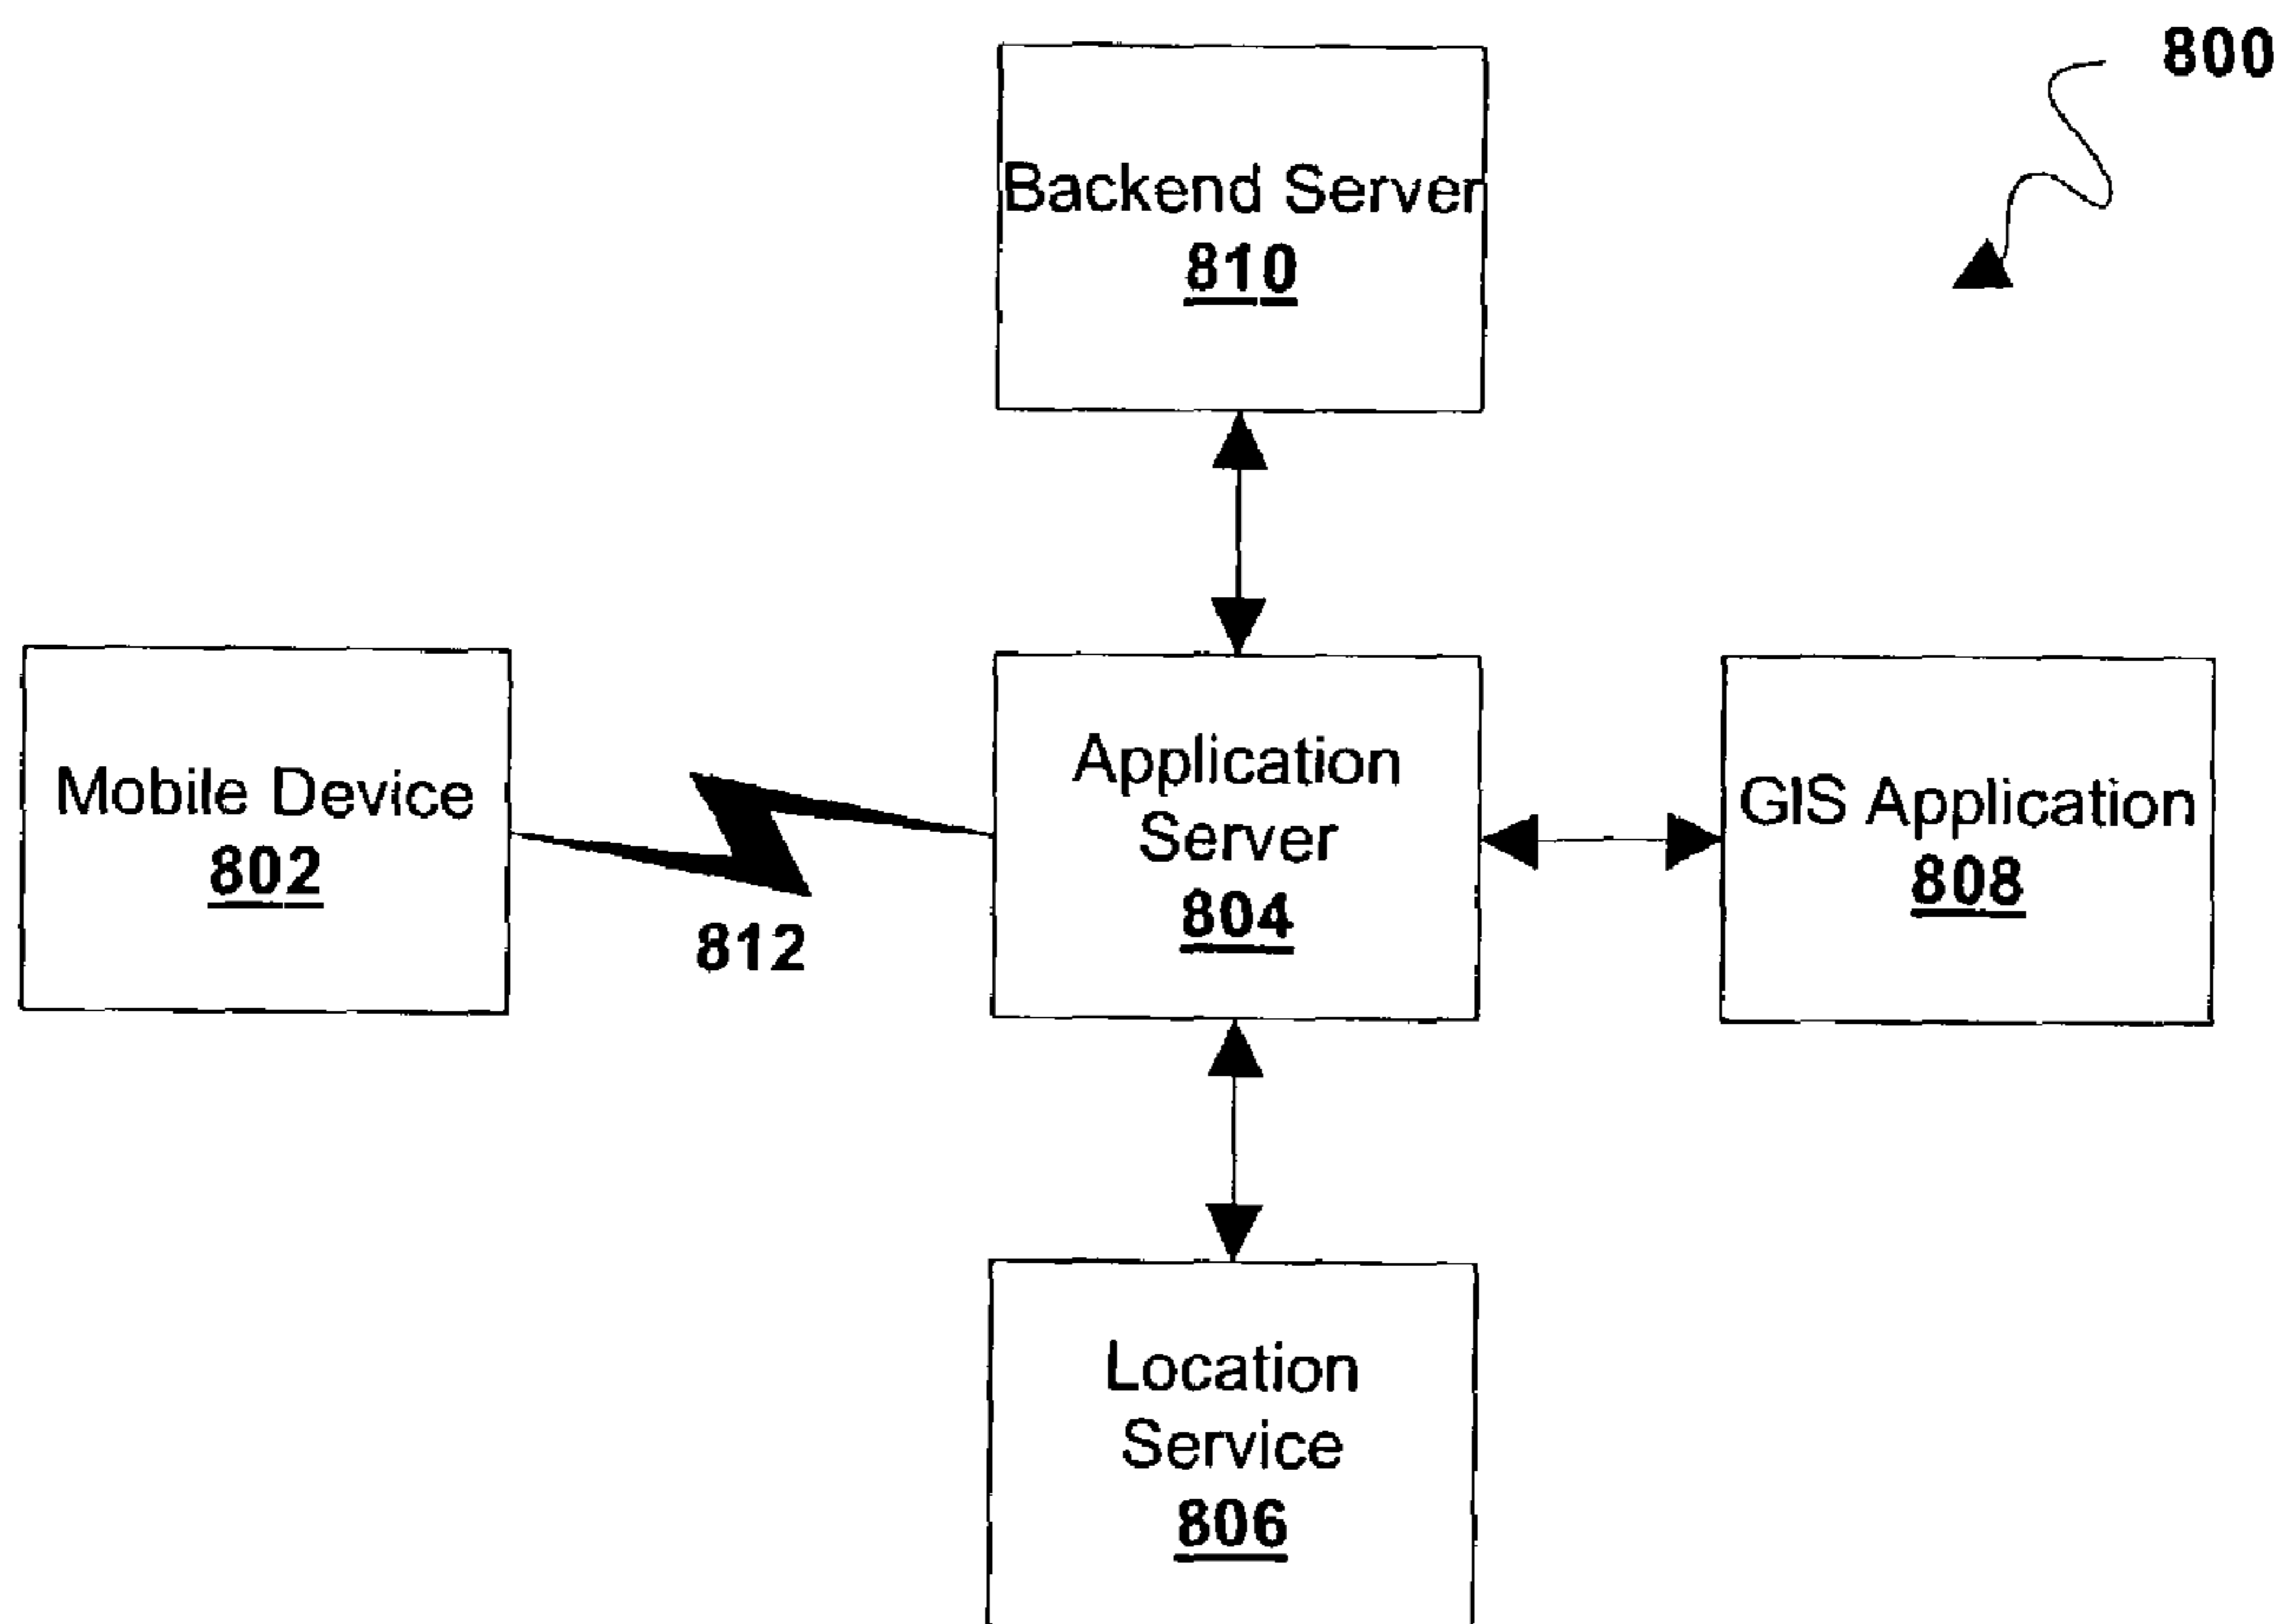 800
Backend Server
810
Mobile Device
802
812
Application
Server
804
GIS Application
808
Location
Service
806